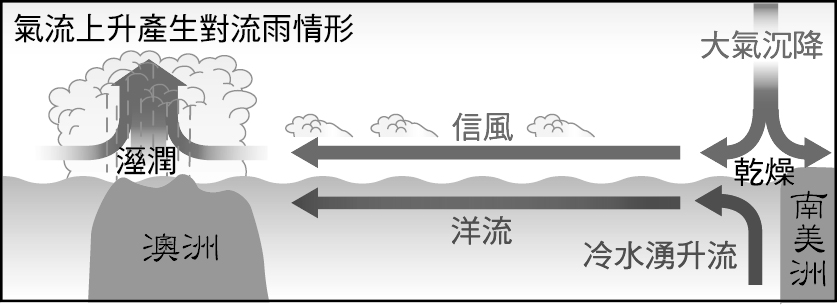 氣流上升產生對流雨情形
大氣沉降
信風
溼潤
乾燥
洋流
澳洲
冷水湧升流
南美洲